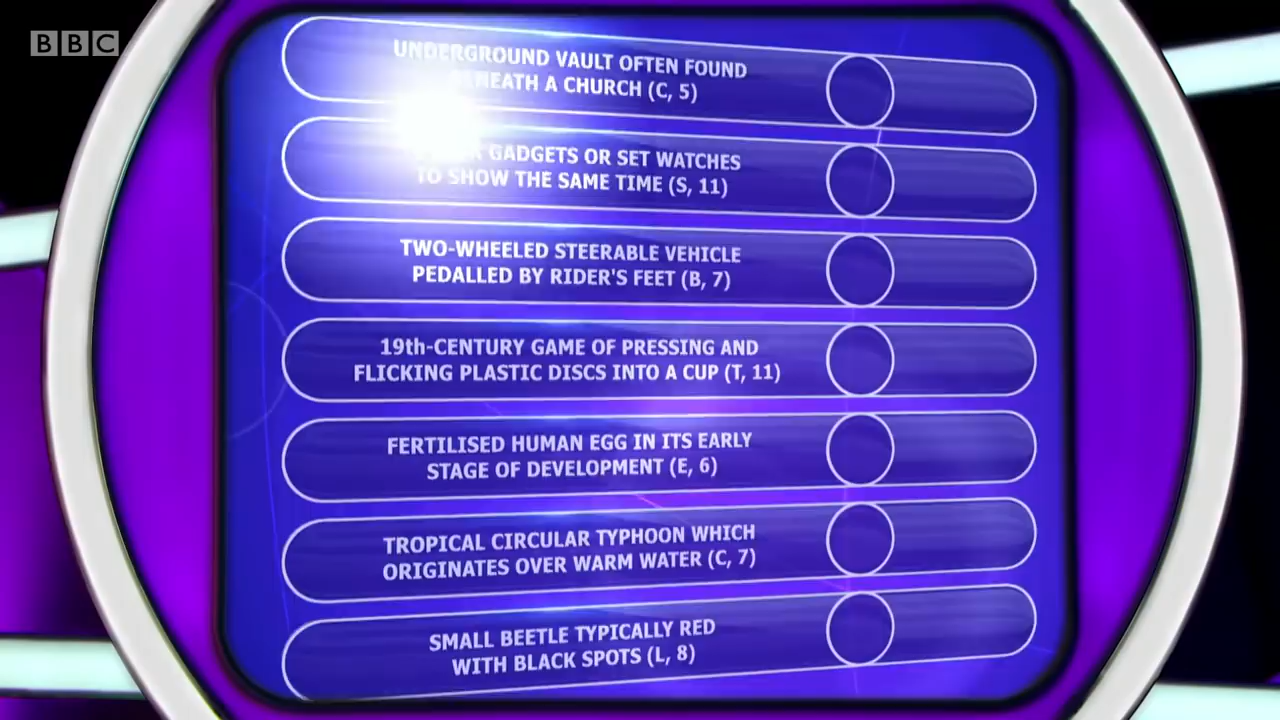 BBC
UNDERGROUND VAULT OFTEN FOUND
A CHURCH (C, 5)
GADGETS OR SET WATCHES
TO SHOW THE SAME TIME (S, 11)
TWO-WHEELED STEERABLE VEHICLE
PEDALLED BY RIDER'S FEET (B, 7)
19th-CENTURY GAME OF PRESSING AND
FLICKING PLASTIC DISCS INTO A CUP (T, 11)
FERTILISED HUMAN EGG IN ITS EARLY
STAGE OF DEVELOPMENT (E, 6)
TROPICAL CIRCULAR TYPHOON WHICH
ORIGINATES OVER WARM WATER (C, 7)
SMALL BEETLE TYPICALLY RED
WITH BLACK SPOTS (L, 8)